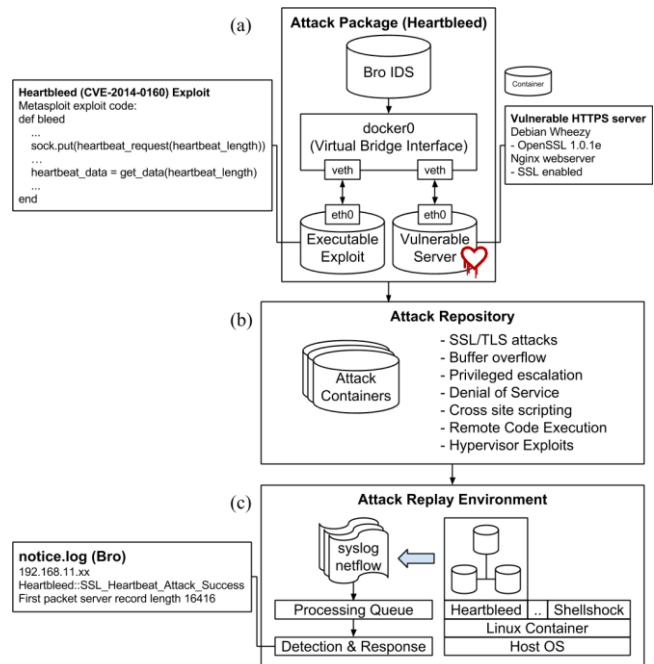 (a)
Attack Package (Heartbleed)
Bro IDS
docker0
(Virtual Bridge Interface)
veth
veth
eth0
eth0
Executable
Exploit
Vulnerable
Server
Heartbleed (CVE-2014-0160) Exploit
Metasploit exploit code:
def bleed
...
sock.put(heartbeat_request(heartbeat_length))
...
heartbeat_data = get_data(heartbeat_length)
...
end
Container
Vulnerable HTTPS server
Debian Wheezy
- OpenSSL 1.0.1e
Nginx webserver
- SSL enabled
(b)
Attack Repository
Attack
Containers
- SSL/TLS attacks
- Buffer overflow
- Privileged escalation
- Denial of Service
- Cross site scripting
- Remote Code Execution
- Hypervisor Exploits
(c)
Attack Replay Environment
syslog
netflow
Processing Queue
Detection & Response
Heartbleed
..
Shellshock
Linux Container
Host OS
notice.log (Bro)
192.168.11.xx
Heartbleed::SSL_Heartbeat_Attack_Success
First packet server record length 16416